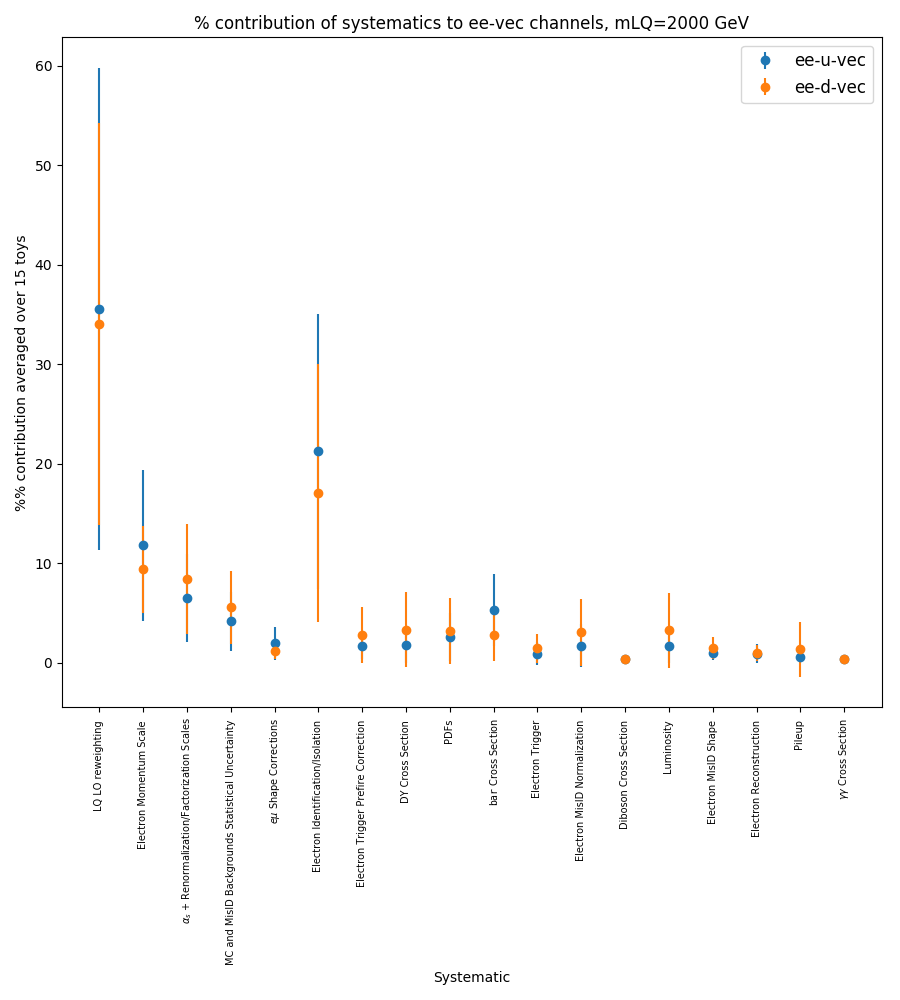 % contribution of systematics to ee-vec channels, mLQ=2000 GeV
ee-u-vec
ee-d-vec
%% contribution averaged over 15 toys
60
50
40
30
20
10
0
LQ LO reweighting
Electron Momentum Scale
αs + Renormalization/Factorization Scales
MC and MisID Backgrounds Statistical Uncertainty
eμ Shape Corrections
Electron Identification/Isolation
Electron Trigger Prefire Correction
DY Cross Section
PDFs
bar Cross Section
Electron Trigger
Electron MisID Normalization
Diboson Cross Section
Luminosity
Electron MisID Shape
Electron Reconstruction
Pileup
γγ Cross Section
Systematic